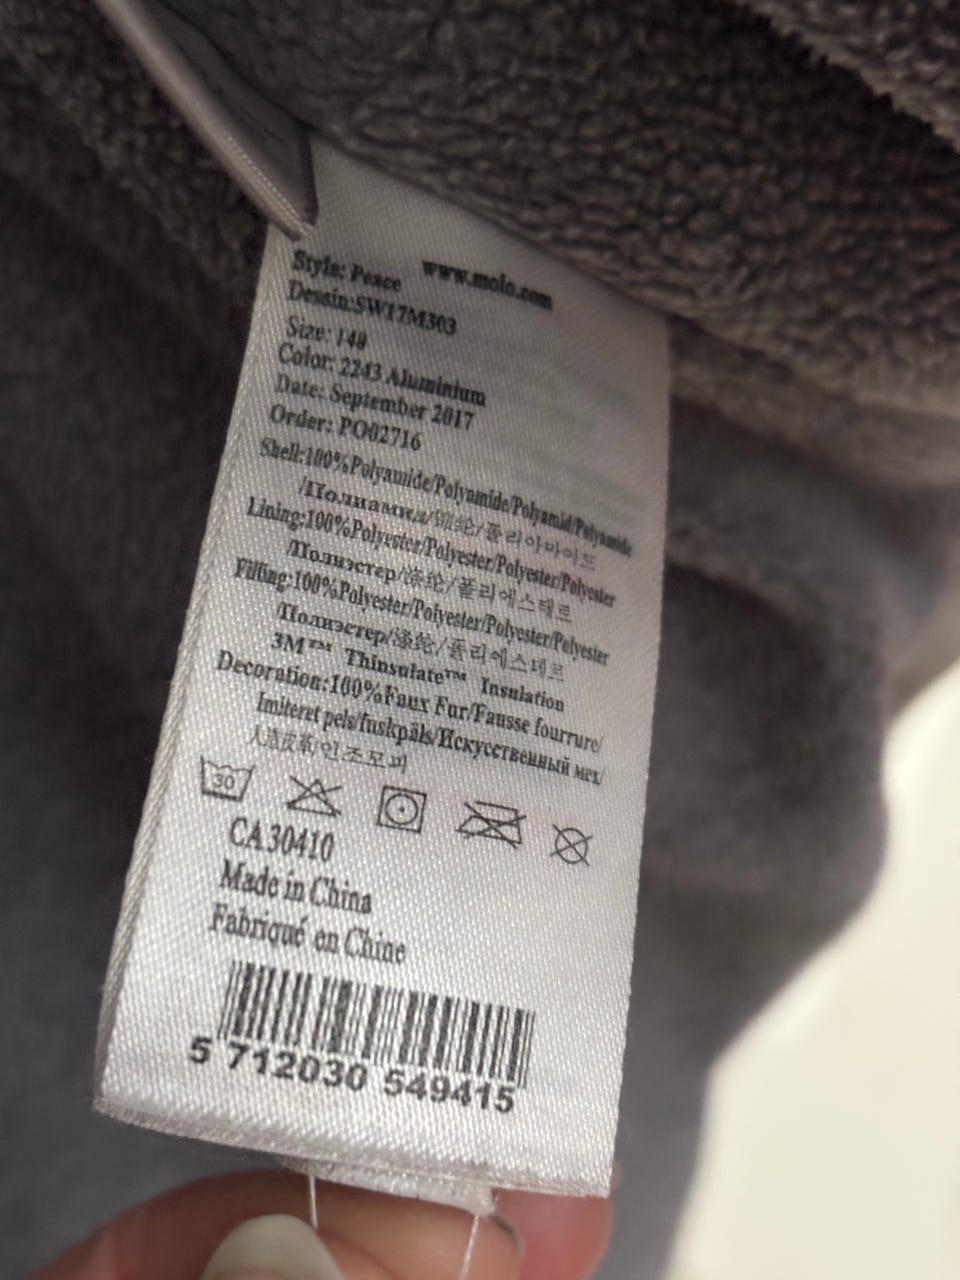 www.molo.com
Style: Peace
Dessin:SW17M303
Size: 140
Color: 2243 Aluminium
Date: September 2017
Order: PO02716
Shell:100%Polyamide/Polyamide/Polyamid/Polyamide
/Полиамид/锦纶/폴리아마이드
Lining:100%Polyester/Polyester/Polyester/Polyester
/Полиэстер/涤纶/폴리에스테르
Filling:100%Polyester/Polyester/Polyester/Polyester
/Полиэстер/涤纶/폴리에스테르
3M™ Thinsulate™ Insulation
Decoration:100%Faux Fur/Fausse fourrure/
Imiteret pels/fuskpäls/Искусственный мех/
人造皮革/인조모피
30
CA30410
Made in China
Fabriqué en Chine
5 712030 549415